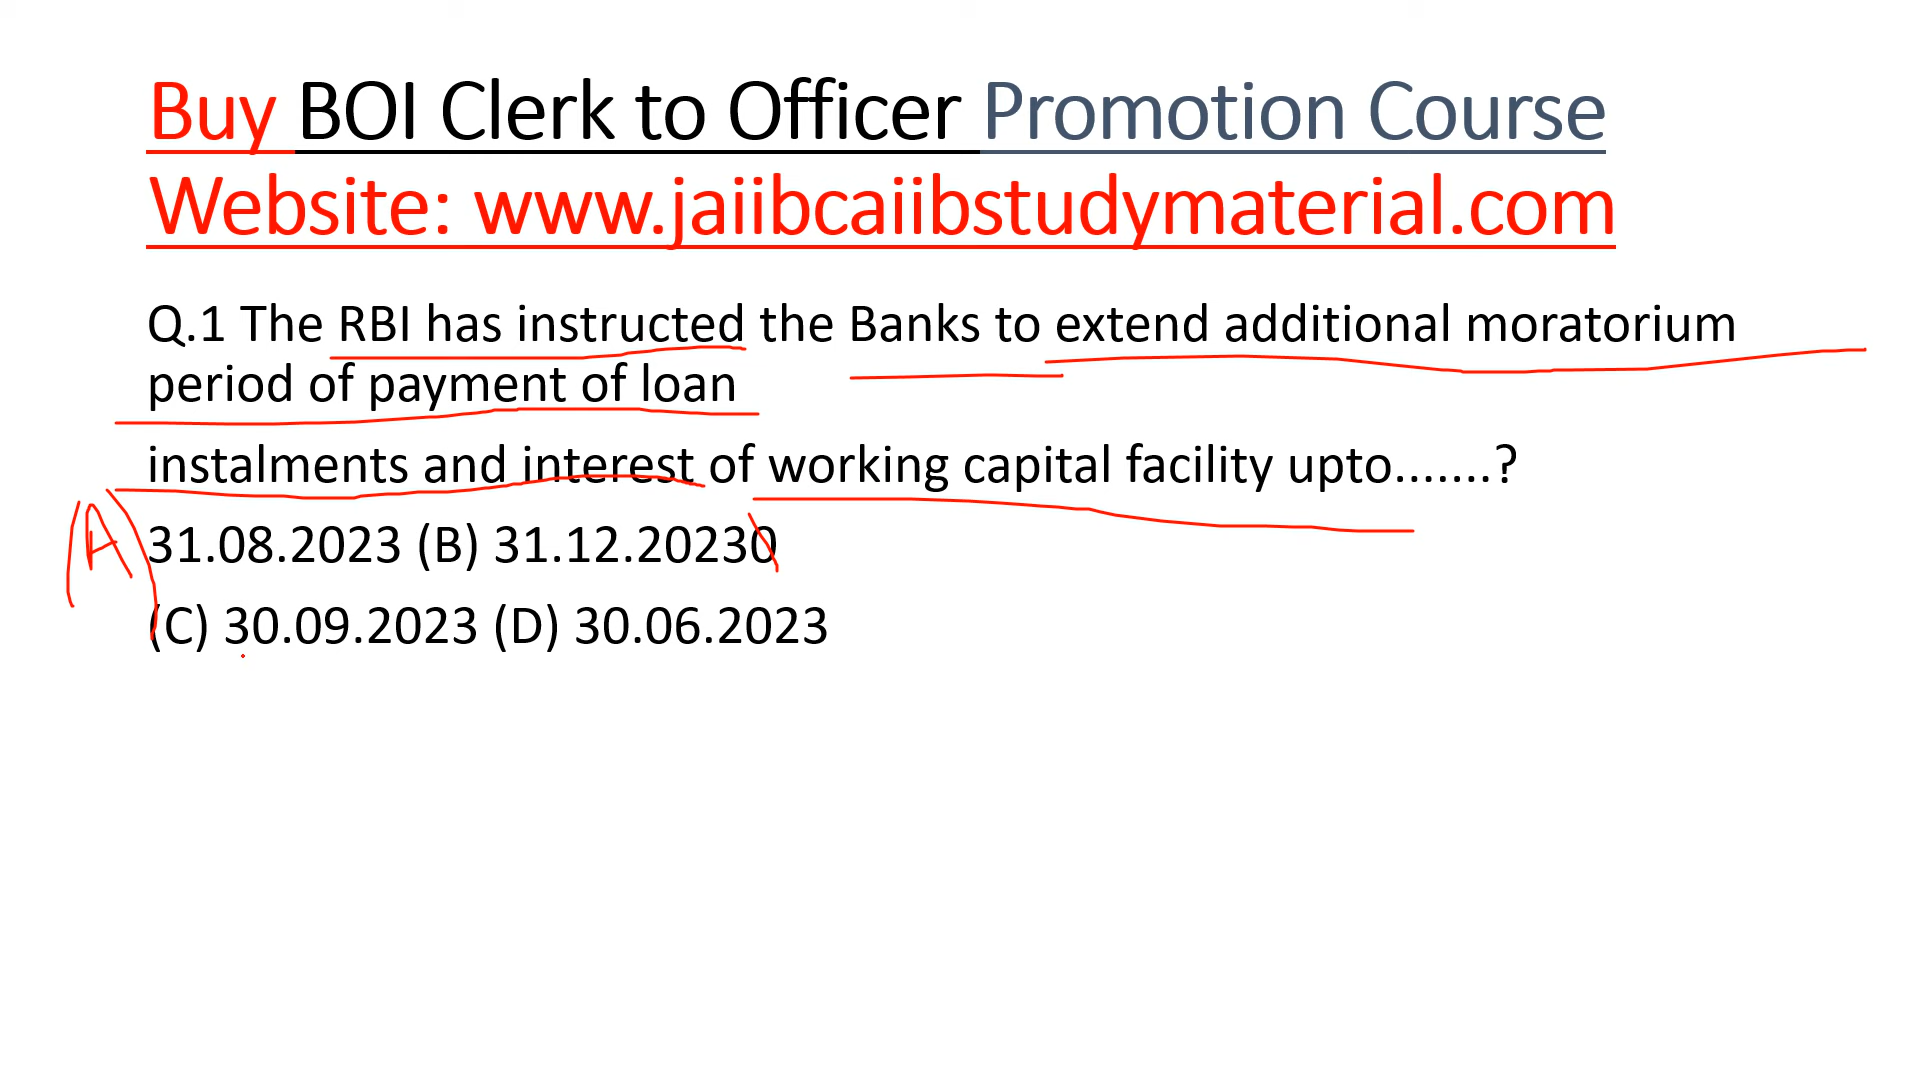 Buy BOI Clerk to Officer Promotion Course
Website: www.jaiibcaiibstudymaterial.com
Q.1 The RBI has instructed the Banks to extend additional moratorium
period of payment of loan
instalments and interest of working capital facility upto.......?
(A) 31.08.2023 (B) 31.12.20230
(C) 30.09.2023 (D) 30.06.2023